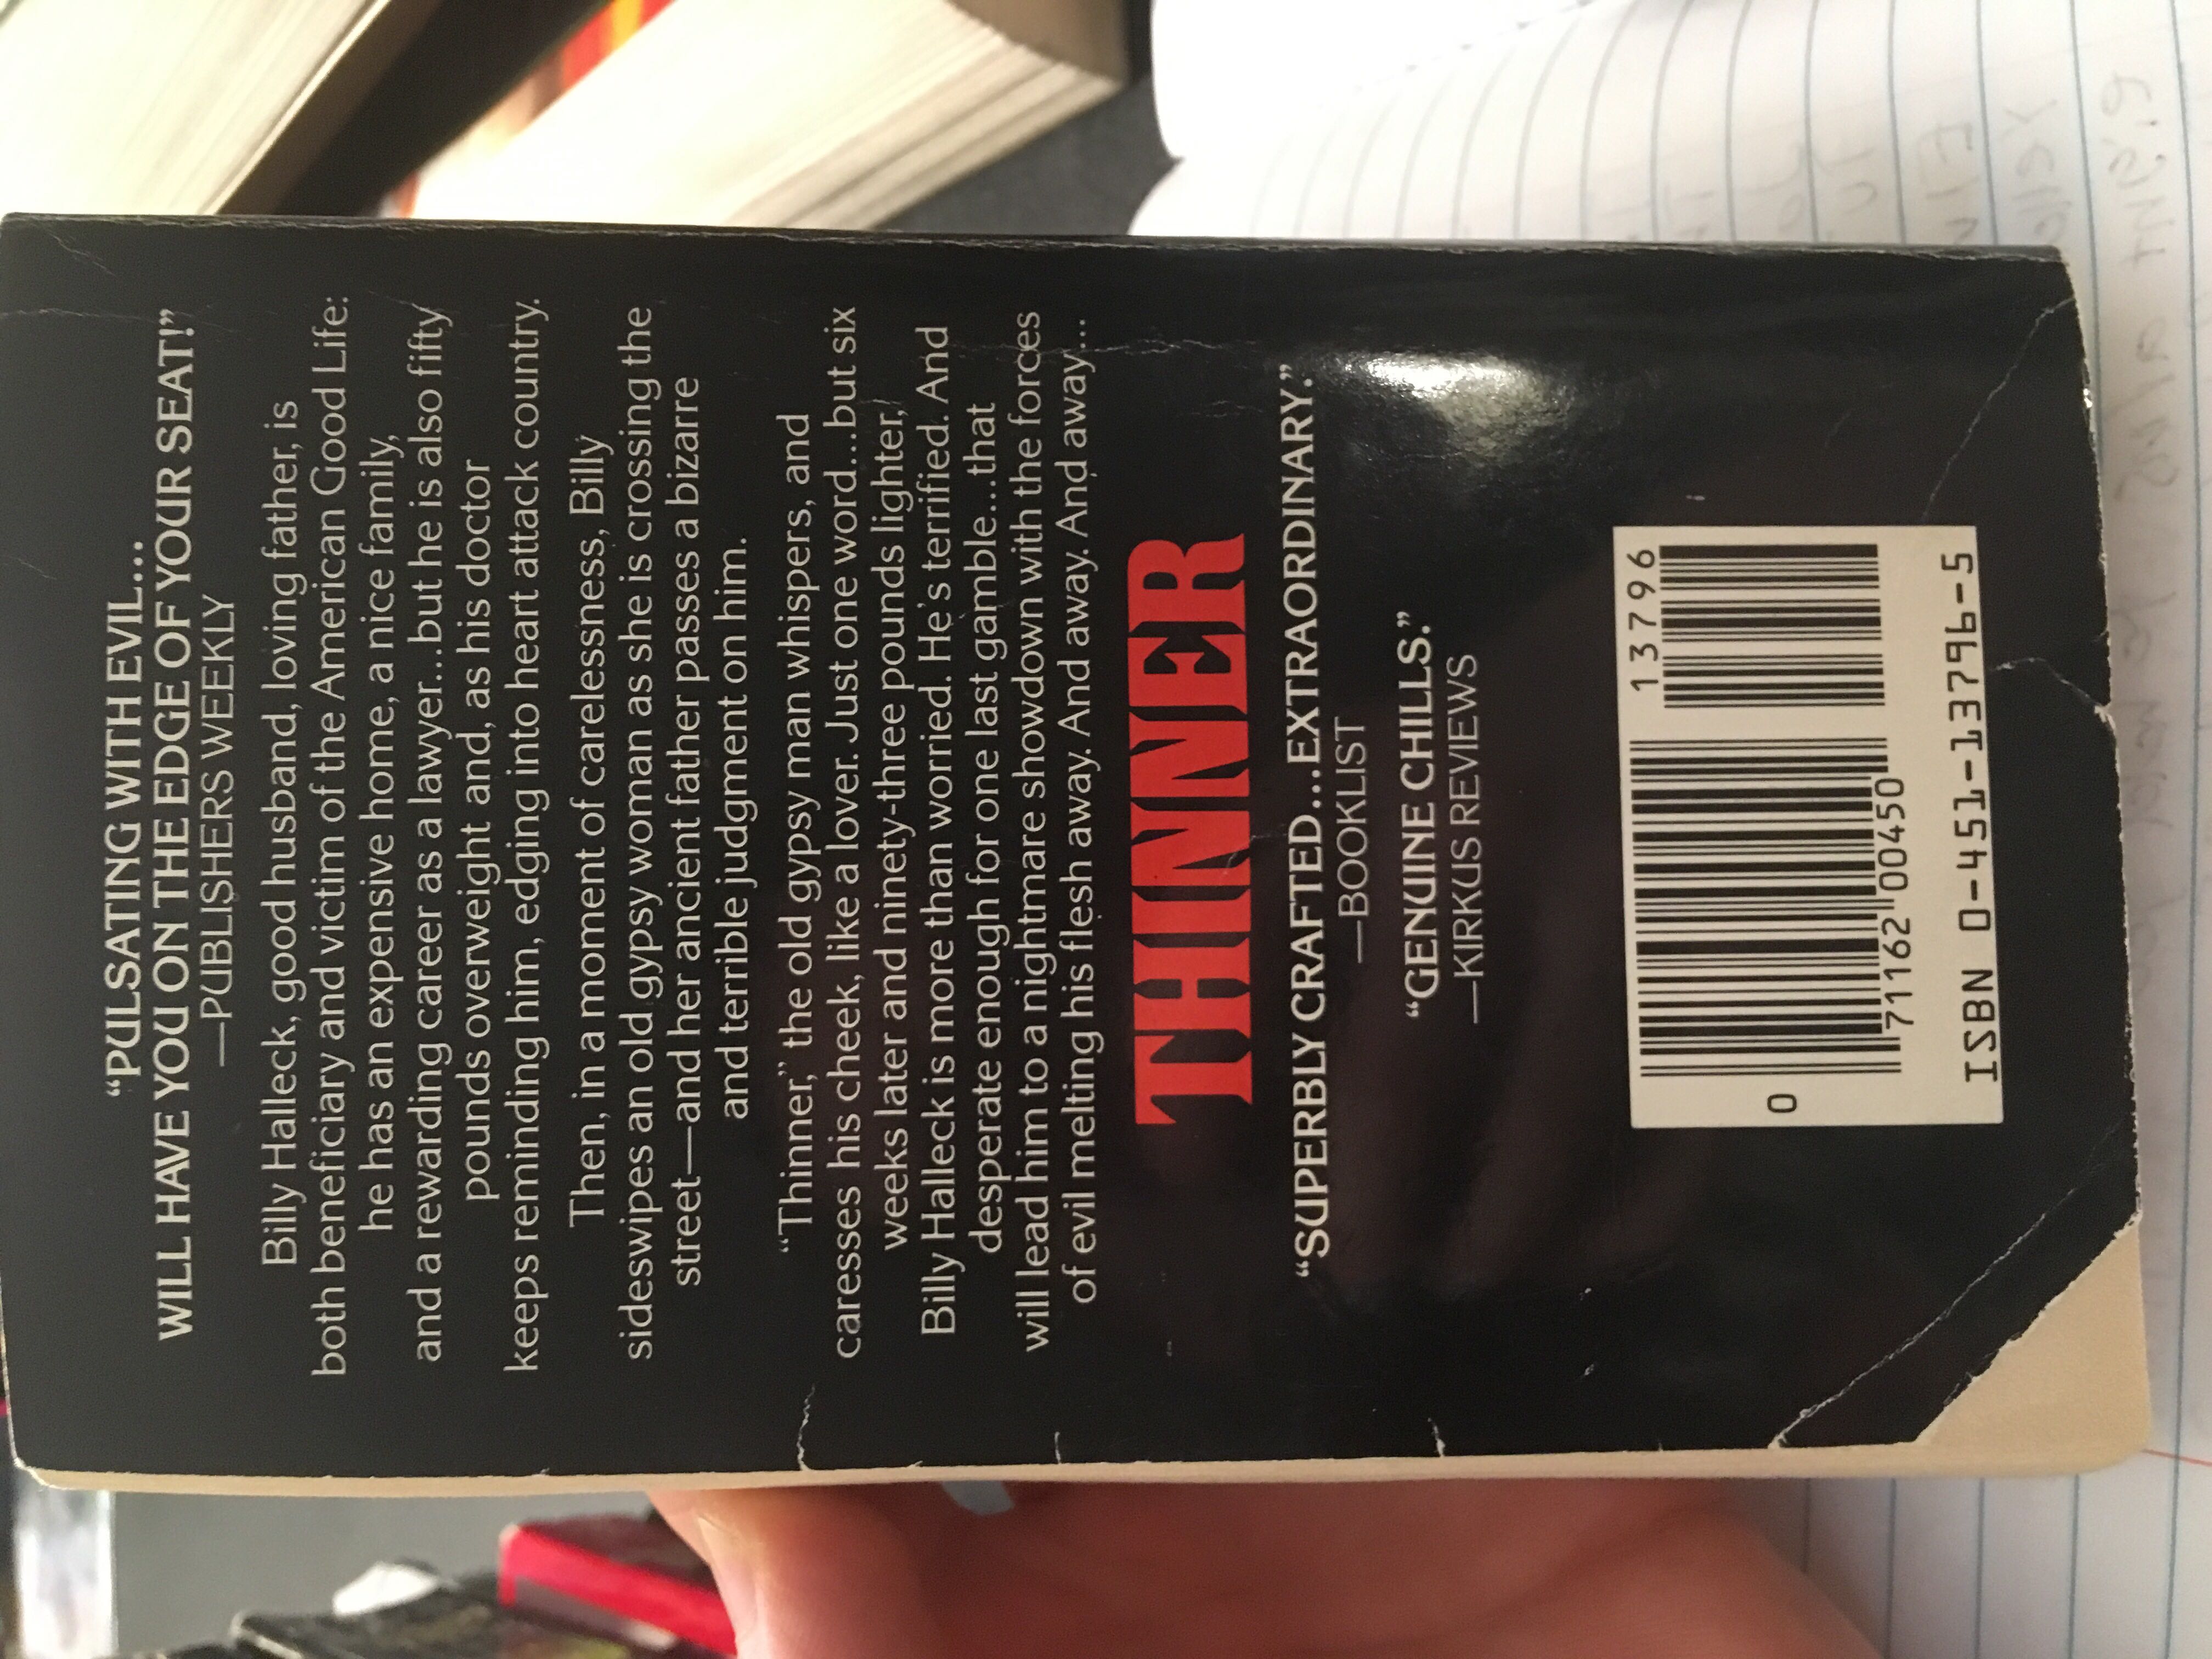 “PULSATING WITH EVIL...
WILL HAVE YOU ON THE EDGE OF YOUR SEAT!”
—PUBLISHERS WEEKLY
Billy Halleck, good husband, loving father, is
both beneficiary and victim of the American Good Life:
he has an expensive home, a nice family,
and a rewarding career as a lawyer...but he is also fifty
pounds overweight and, as his doctor
keeps reminding him, edging into heart attack country.
Then, in a moment of carelessness, Billy
sideswipes an old gypsy woman as she is crossing the
street—and her ancient father passes a bizarre
and terrible judgment on him.
“Thinner,” the old gypsy man whispers, and
caresses his cheek, like a lover. Just one word...but six
weeks later and ninety-three pounds lighter,
Billy Halleck is more than worried. He's terrified. And
desperate enough for one last gamble...that
will lead him to a nightmare showdown with the forces
of evil melting his flesh away. And away. And away...
THINNER
“SUPERBLY CRAFTED...EXTRAORDINARY.”
—BOOKLIST
“GENUINE CHILLS.”
—KIRKUS REVIEWS
13796
0 71162 00450
ISBN 0-451-13796-5